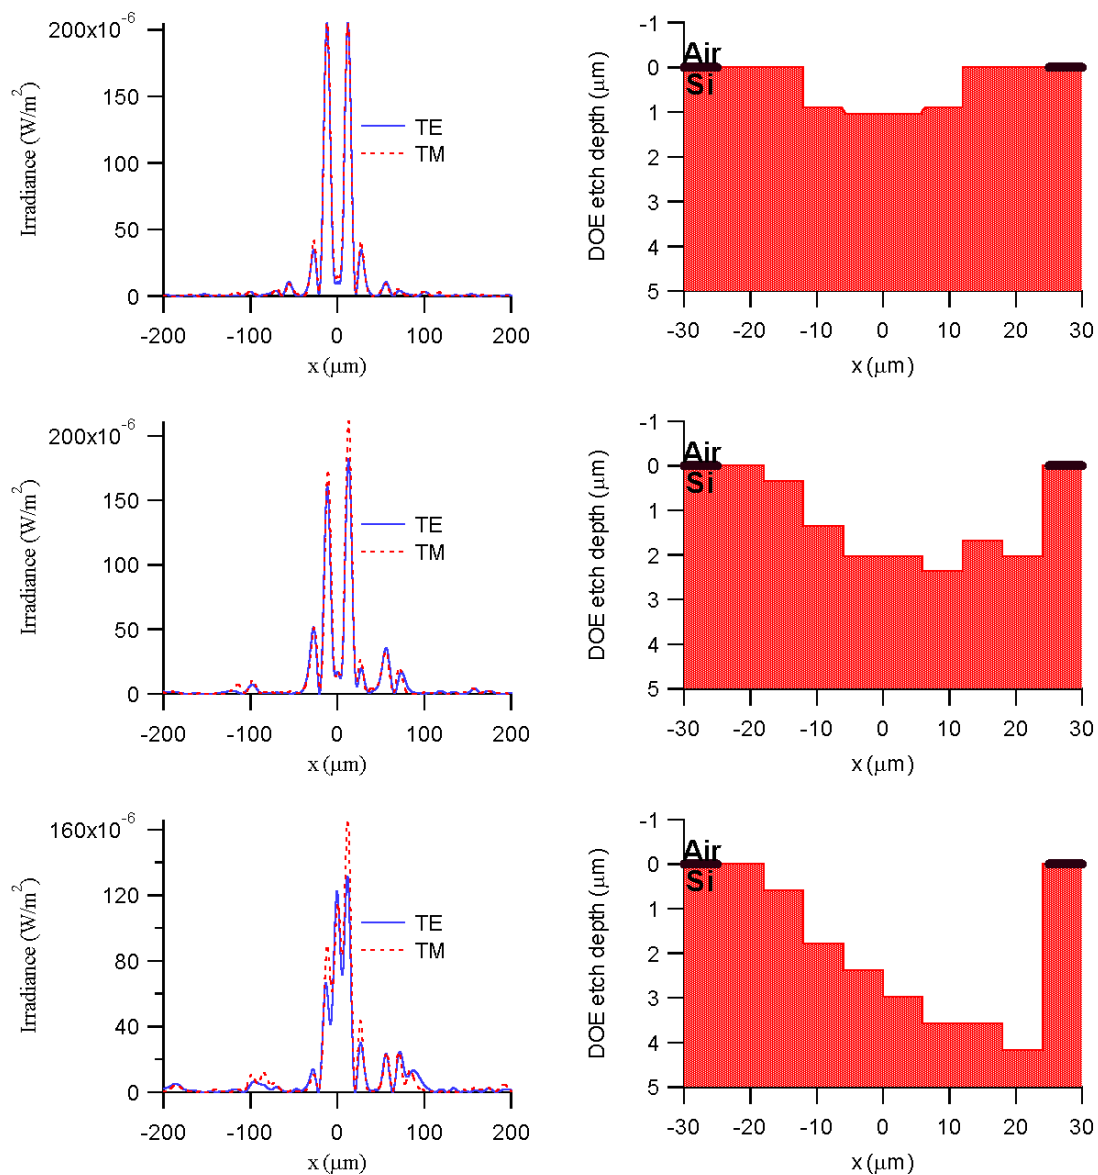 200x10⁻⁶
150
100
50
0
Irradiance (W/m²)
TE
TM
-200
-100
0
100
200
x (μm)
-1
0
1
2
3
4
5
DOE etch depth (μm)
Air
Si
-30
-20
-10
0
10
20
30
x (μm)
200x10⁻⁶
150
100
50
0
Irradiance (W/m²)
TE
TM
-200
-100
0
100
200
x (μm)
-1
0
1
2
3
4
5
DOE etch depth (μm)
Air
Si
-30
-20
-10
0
10
20
30
x (μm)
160x10⁻⁶
120
80
40
0
Irradiance (W/m²)
TE
TM
-200
-100
0
100
200
x (μm)
-1
0
1
2
3
4
5
DOE etch depth (μm)
Air
Si
-30
-20
-10
0
10
20
30
x (μm)